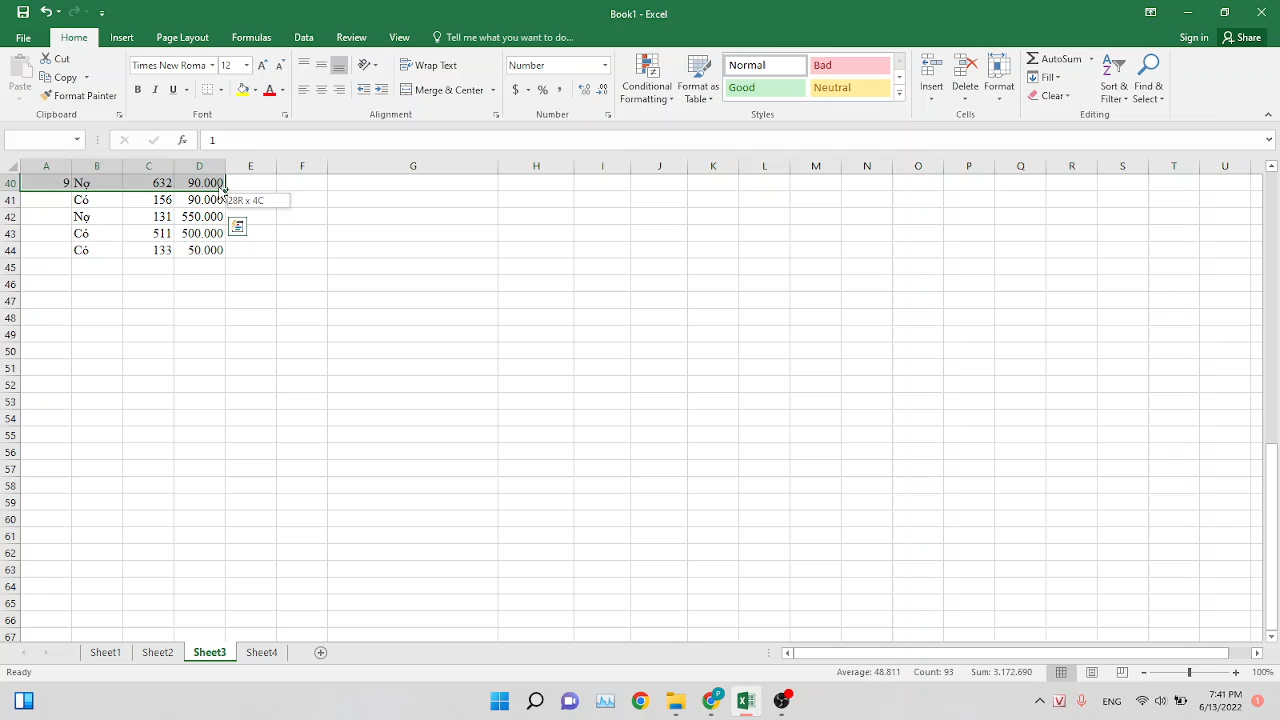 Book1 - Excel
File Home Insert Page Layout Formulas Data Review View Tell me what you want to do... Sign in Share
Paste Cut Copy Format Painter
Clipboard
Times New Roma 12
B I U
Font
Wrap Text
Merge & Center
Alignment
Number
$ % ,
Number
Conditional Formatting Format as Table
Normal Bad
Good Neutral
Styles
Insert Delete Format
Cells
AutoSum
Fill
Clear
Sort & Filter Find & Select
Editing
fx 1
A B C D E F G H I J K L M N O P Q R S T U
40 9 Nợ 632 90.000
41 Có 156 90.000 28R x 4C
42 Nợ 131 550.000
43 Có 511 500.000
44 Có 133 50.000
45
46
47
48
49
50
51
52
53
54
55
56
57
58
59
60
61
62
63
64
65
66
67
Sheet1 Sheet2 Sheet3 Sheet4
Ready Average: 48.811 Count: 93 Sum: 3.172.690 100%
ENG 7:41 PM
6/13/2022 1